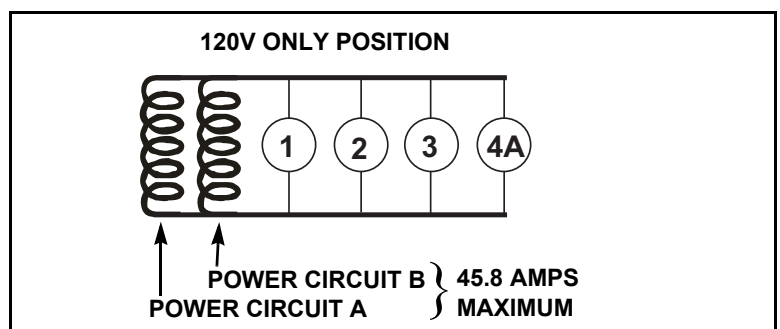 120V ONLY POSITION
1 2 3 4A
POWER CIRCUIT B } 45.8 AMPS
POWER CIRCUIT A } MAXIMUM